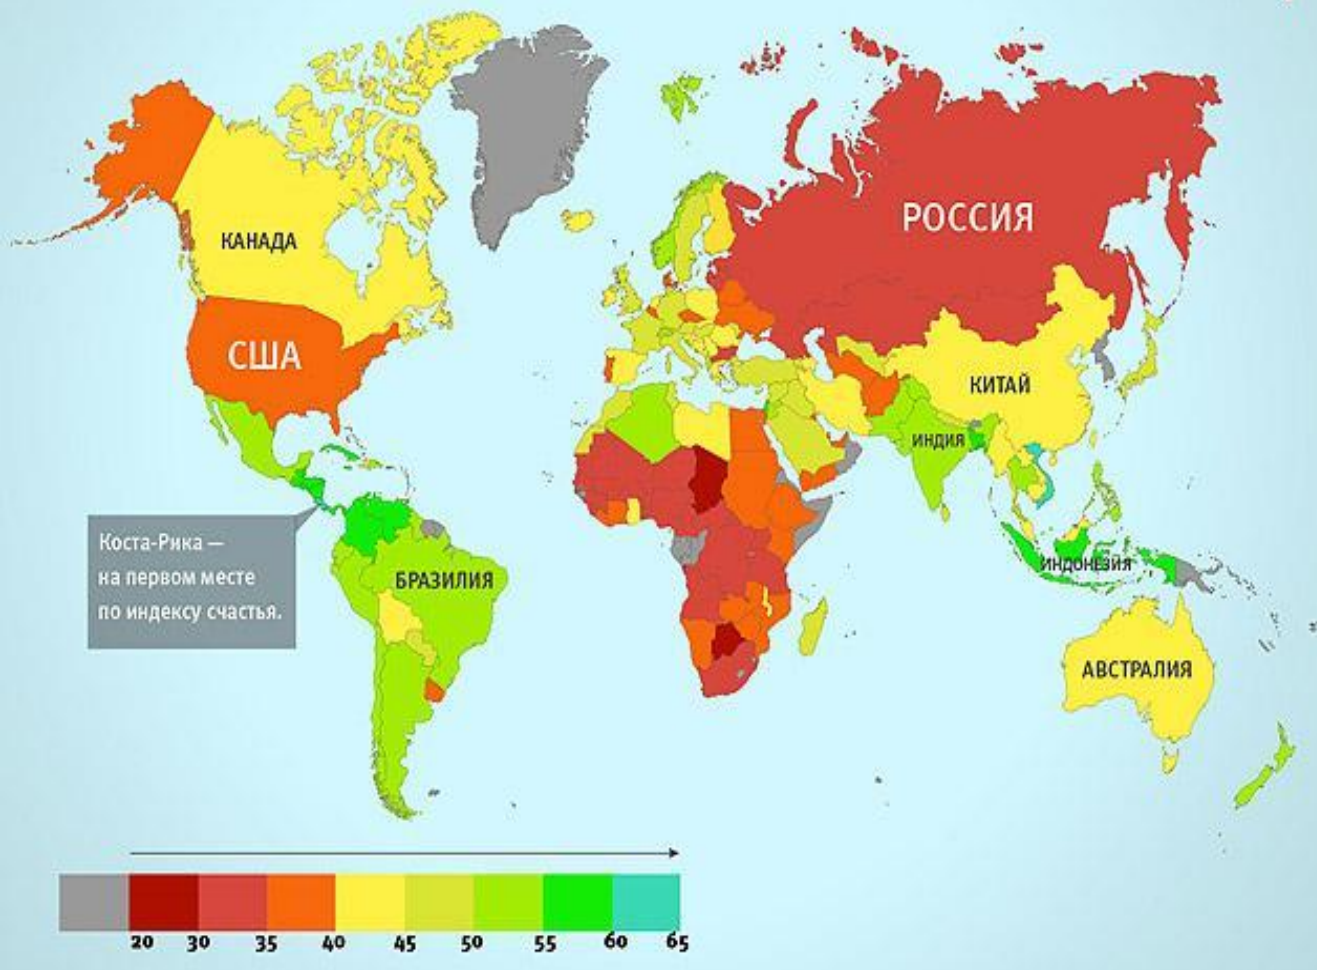 РОССИЯ
КАНАДА
США
КИТАЙ
ИНДИЯ
Коста-Рика —
на первом месте
по индексу счастья.
БРАЗИЛИЯ
ИНДОНЕЗИЯ
АВСТРАЛИЯ
20 30 35 40 45 50 55 60 65